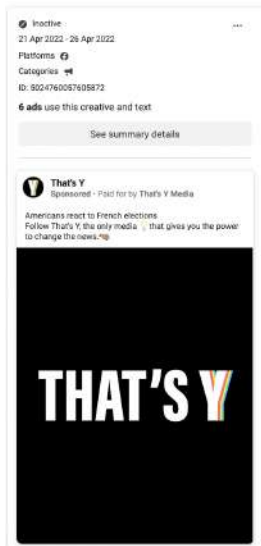 Inactive
21 Apr 2022 - 26 Apr 2022
Platforms
Categories
ID: 5024760057605872
6 ads use this creative and text
See summary details
That's Y
Sponsored • Paid for by That's Y Media
Americans react to French elections
Follow That's Y, the only media 💡 that gives you the power
to change the news.
THAT'S Y